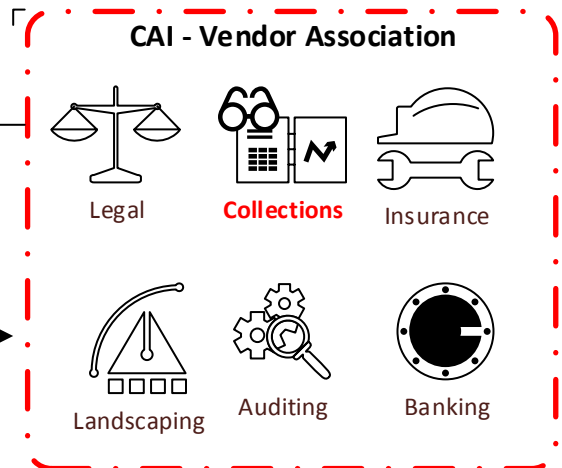 CAI - Vendor Association
Legal
Collections
Insurance
Landscaping
Auditing
Banking